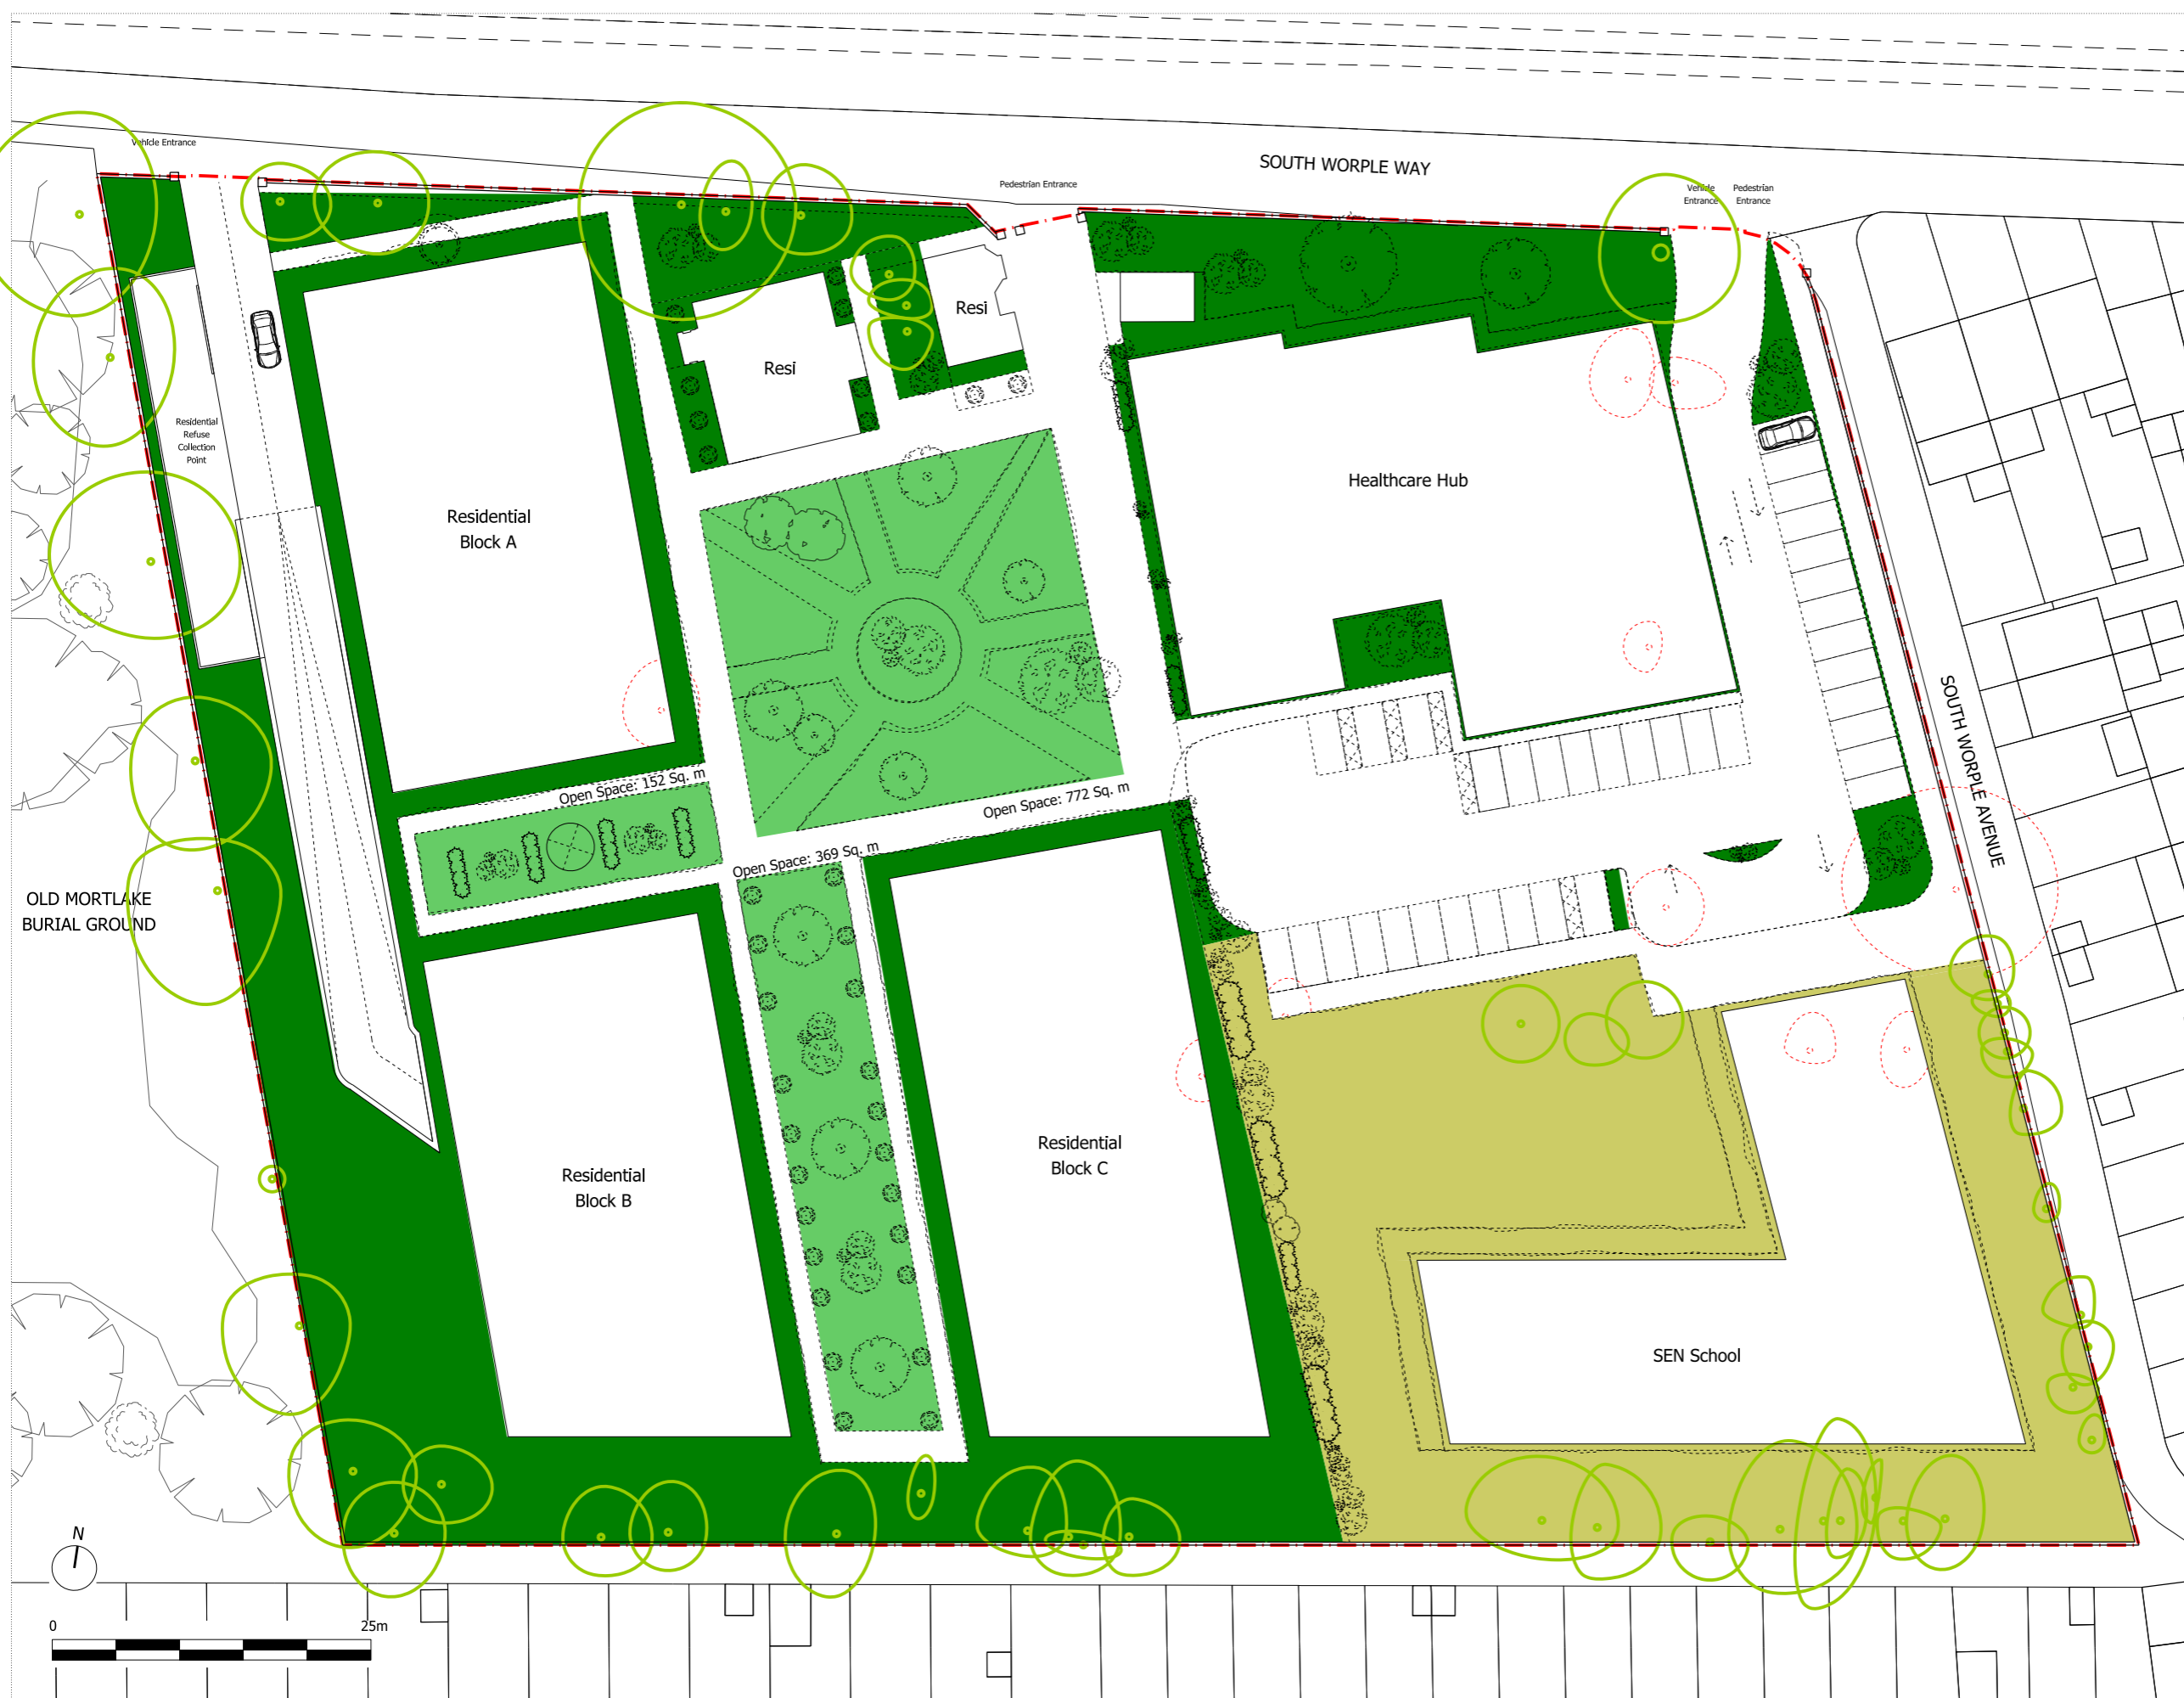 Vehicle Entrance
SOUTH WORPLE WAY
Pedestrian Entrance
Vehicle
Entrance
Pedestrian
Entrance
Resi
Resi
Residential
Refuse
Collection
Point
Healthcare Hub
Residential
Block A
SOUTH WORPLE AVENUE
Open Space: 152 Sq. m
Open Space: 772 Sq. m
Open Space: 369 Sq. m
OLD MORTLAKE
BURIAL GROUND
Residential
Block C
Residential
Block B
SEN School
N
0
25m